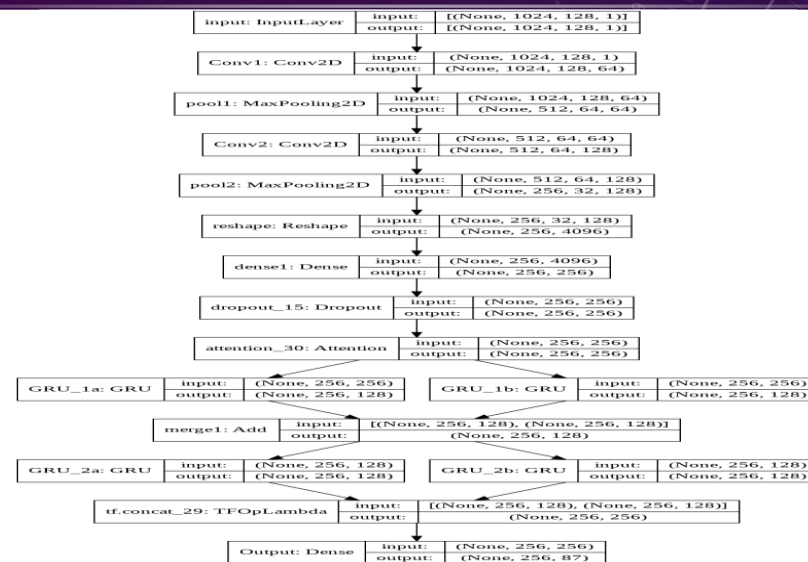 input: InputLayer input: [(None, 1024, 128, 1)]
output: [(None, 1024, 128, 1)]
Conv1: Conv2D input: (None, 1024, 128, 1)
output: (None, 1024, 128, 64)
pool1: MaxPooling2D input: (None, 1024, 128, 64)
output: (None, 512, 64, 64)
Conv2: Conv2D input: (None, 512, 64, 64)
output: (None, 512, 64, 128)
pool2: MaxPooling2D input: (None, 512, 64, 128)
output: (None, 256, 32, 128)
reshape: Reshape input: (None, 256, 32, 128)
output: (None, 256, 4096)
dense1: Dense input: (None, 256, 4096)
output: (None, 256, 256)
dropout_15: Dropout input: (None, 256, 256)
output: (None, 256, 256)
attention_30: Attention input: (None, 256, 256)
output: (None, 256, 256)
GRU_1a: GRU input: (None, 256, 256)
output: (None, 256, 128)
GRU_1b: GRU input: (None, 256, 256)
output: (None, 256, 128)
merge1: Add input: [(None, 256, 128), (None, 256, 128)]
output: (None, 256, 128)
GRU_2a: GRU input: (None, 256, 128)
output: (None, 256, 128)
GRU_2b: GRU input: (None, 256, 128)
output: (None, 256, 128)
tf.concat_29: TFOpLambda input: [(None, 256, 128), (None, 256, 128)]
output: (None, 256, 256)
Output: Dense input: (None, 256, 256)
output: (None, 256, 87)